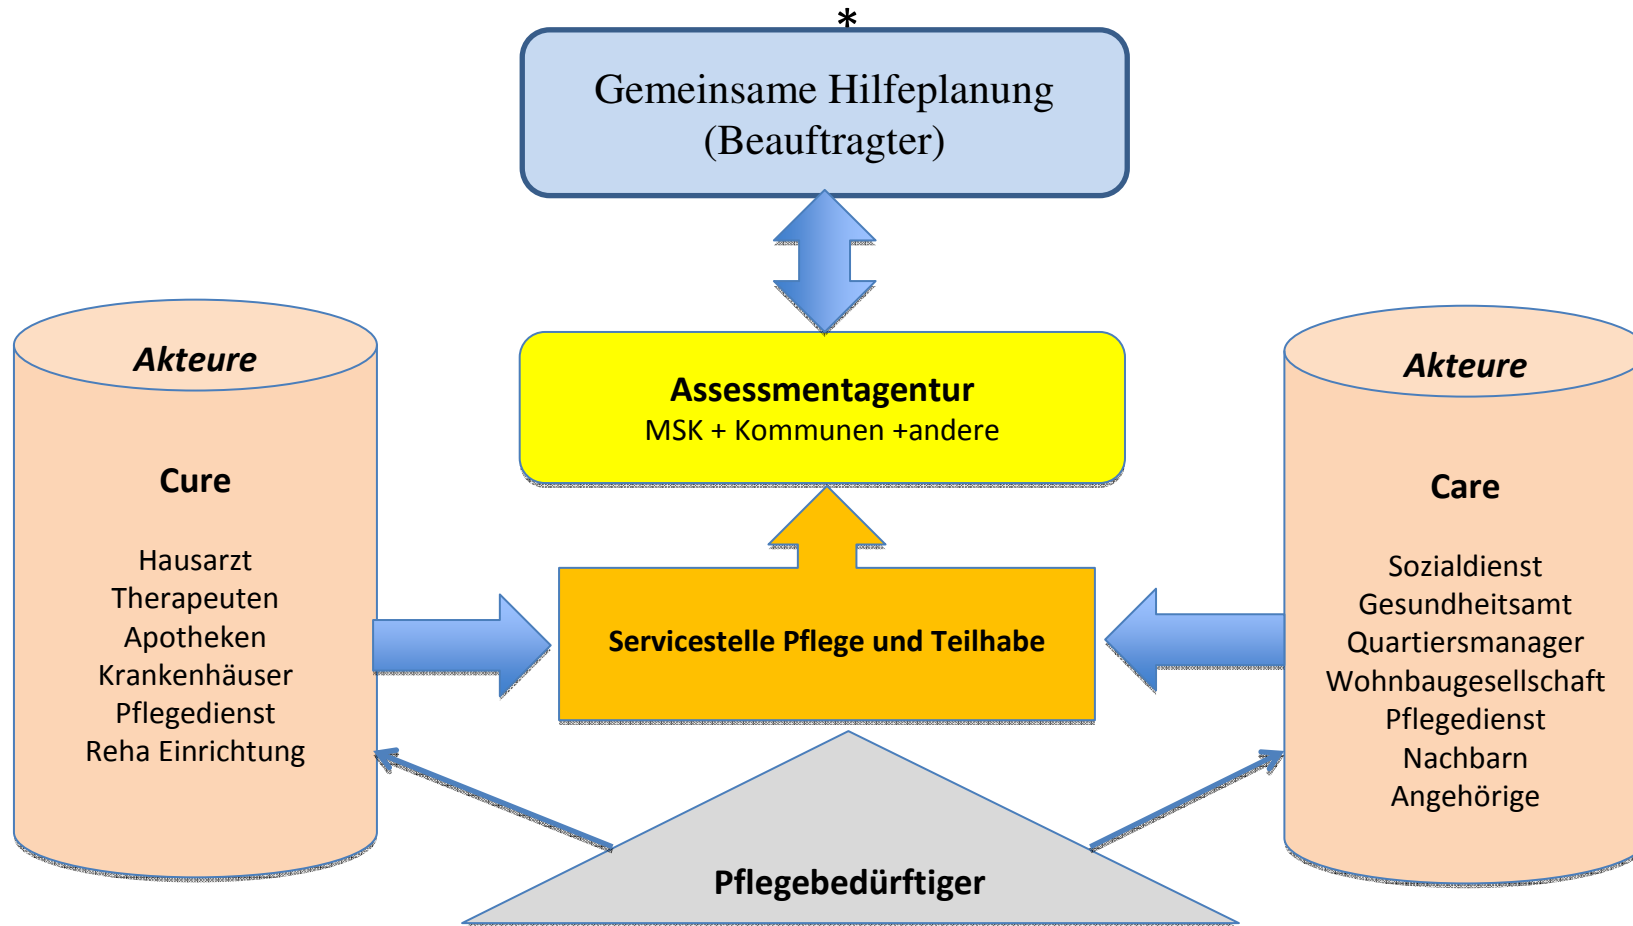 *
Gemeinsame Hilfeplanung
(Beauftragter)
Assessmentagentur
MSK + Kommunen +andere
Akteure
Cure
Hausarzt
Therapeuten
Apotheken
Krankenhäuser
Pflegedienst
Reha Einrichtung
Servicestelle Pflege und Teilhabe
Akteure
Care
Sozialdienst
Gesundheitsamt
Quartiersmanager
Wohnbaugesellschaft
Pflegedienst
Nachbarn
Angehörige
Pflegebedürftiger